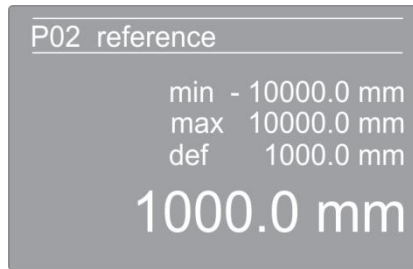 P02 reference
min - 10000.0 mm
max 10000.0 mm
def 1000.0 mm
1000.0 mm